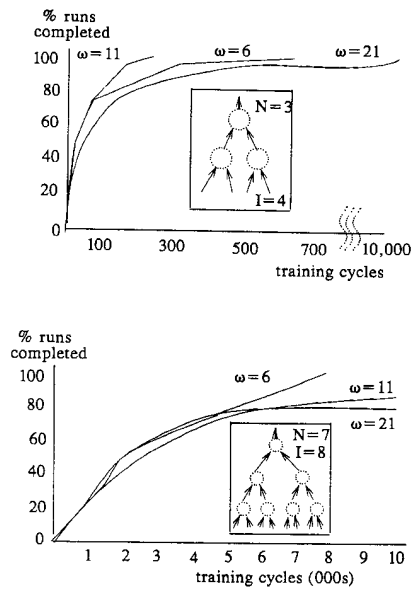 % runs
completed
100
80
60
40
20
0
ω=11
ω=6
ω=21
N=3
I=4
100 300 500 700 10,000
training cycles
% runs
completed
100
80
60
40
20
0
ω=6
ω=11
ω=21
N=7
I=8
1 2 3 4 5 6 7 8 9 10
training cycles (000s)